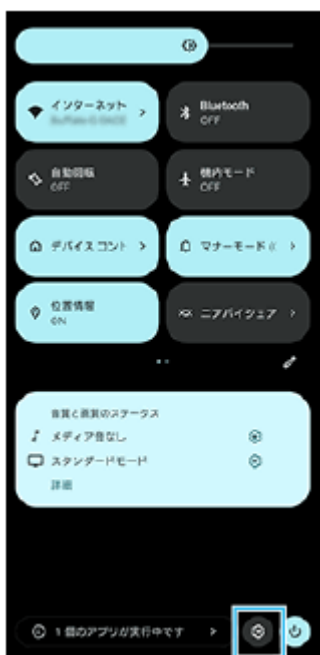 インターネット
Bluetooth
OFF
自動回転
OFF
機内モード
OFF
デバイス コント
マナーモード (
位置情報
ON
ニアバイシェア
音質と画質のステータス
メディア音なし
スタンダードモード
詳細
1 個のアプリが実行中です